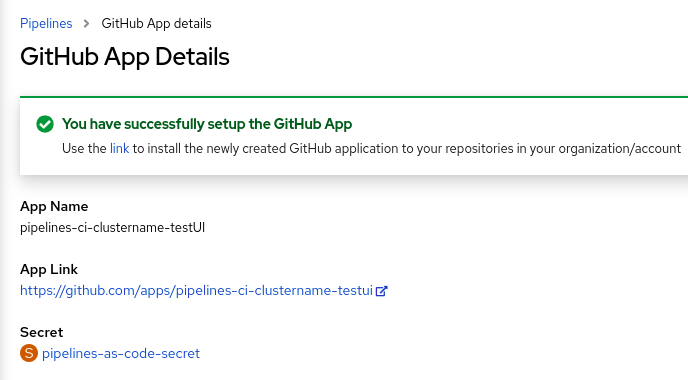 Pipelines > GitHub App details
GitHub App Details
You have successfully setup the GitHub App
Use the link to install the newly created GitHub application to your repositories in your organization/account
App Name
pipelines-ci-clustername-testUI
App Link
https://github.com/apps/pipelines-ci-clustername-testui
Secret
S pipelines-as-code-secret